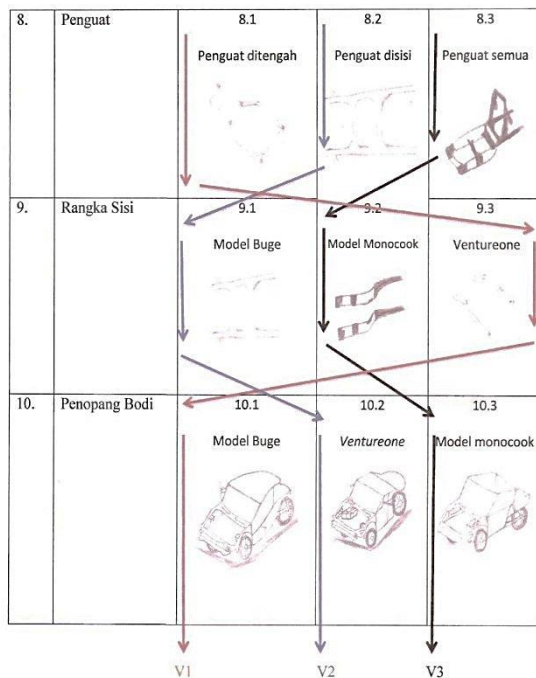 8. Penguat 8.1 8.2 8.3
Penguat ditengah Penguat disisi Penguat semua
9. Rangka Sisi 9.1 9.2 9.3
Model Buge Model Monocook Ventureone
10. Penopang Bodi 10.1 10.2 10.3
Model Buge Ventureone Model monocook
V1 V2 V3